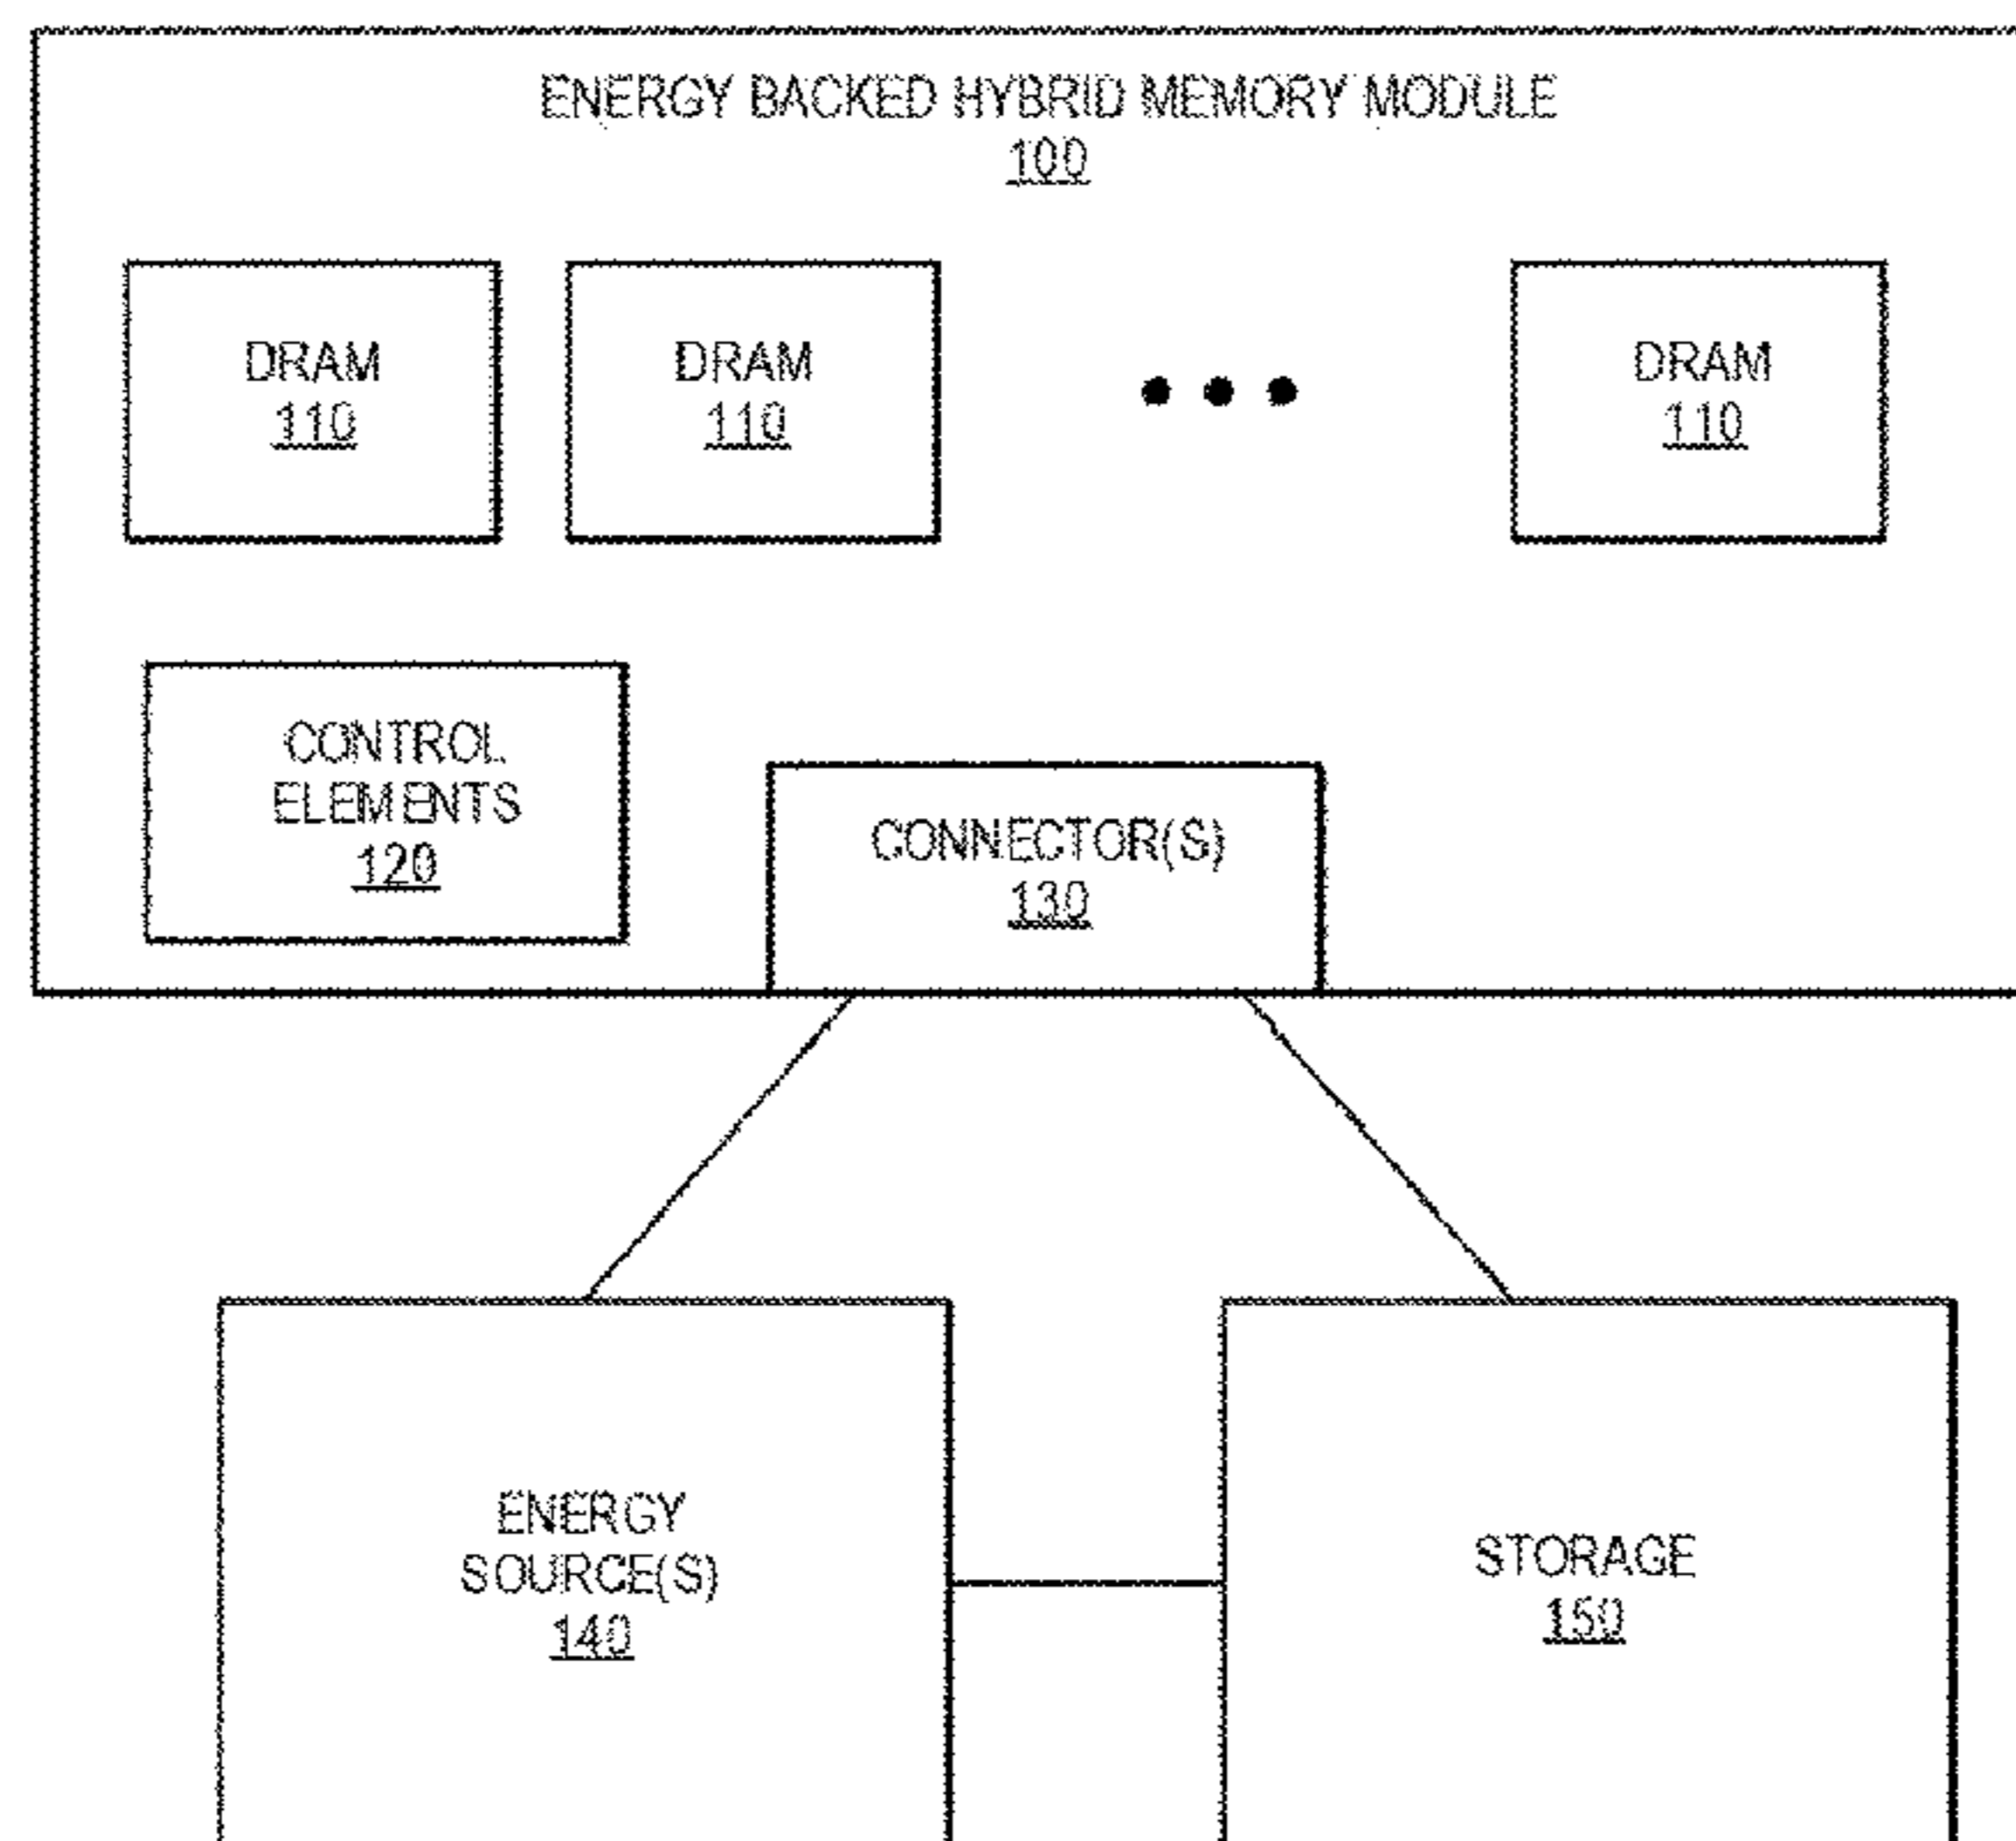 ENERGY BACKED HYBRID MEMORY MODULE
100
DRAM
110
DRAM
110
DRAM
110
CONTROL
ELEMENTS
120
CONNECTOR(S)
130
ENERGY
SOURCE(S)
140
STORAGE
150